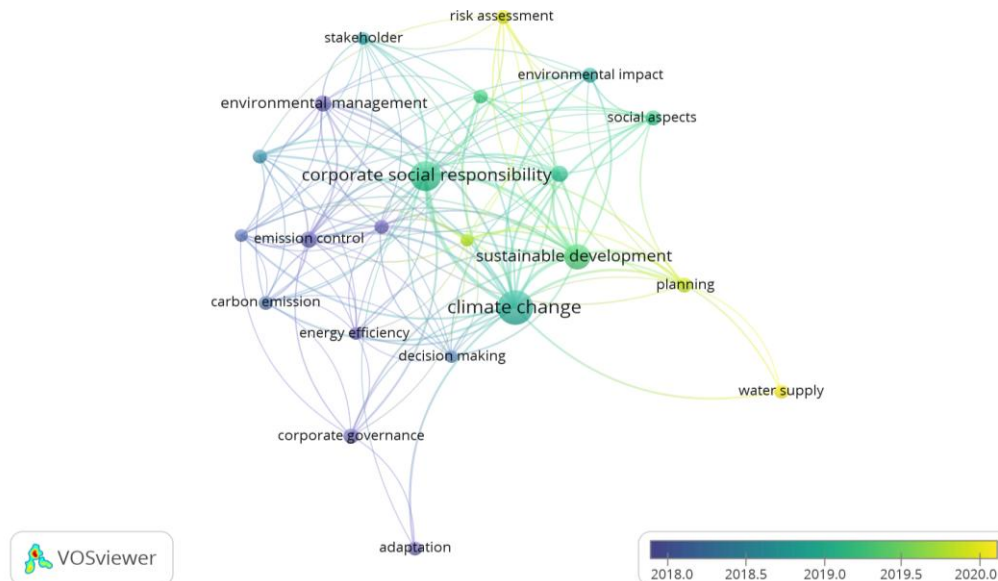 risk assessment
stakeholder
environmental impact
environmental management
social aspects
corporate social responsibility
emission control
sustainable development
planning
carbon emission
climate change
energy efficiency
decision making
water supply
corporate governance
adaptation
VOSviewer
2018.0 2018.5 2019.0 2019.5 2020.0